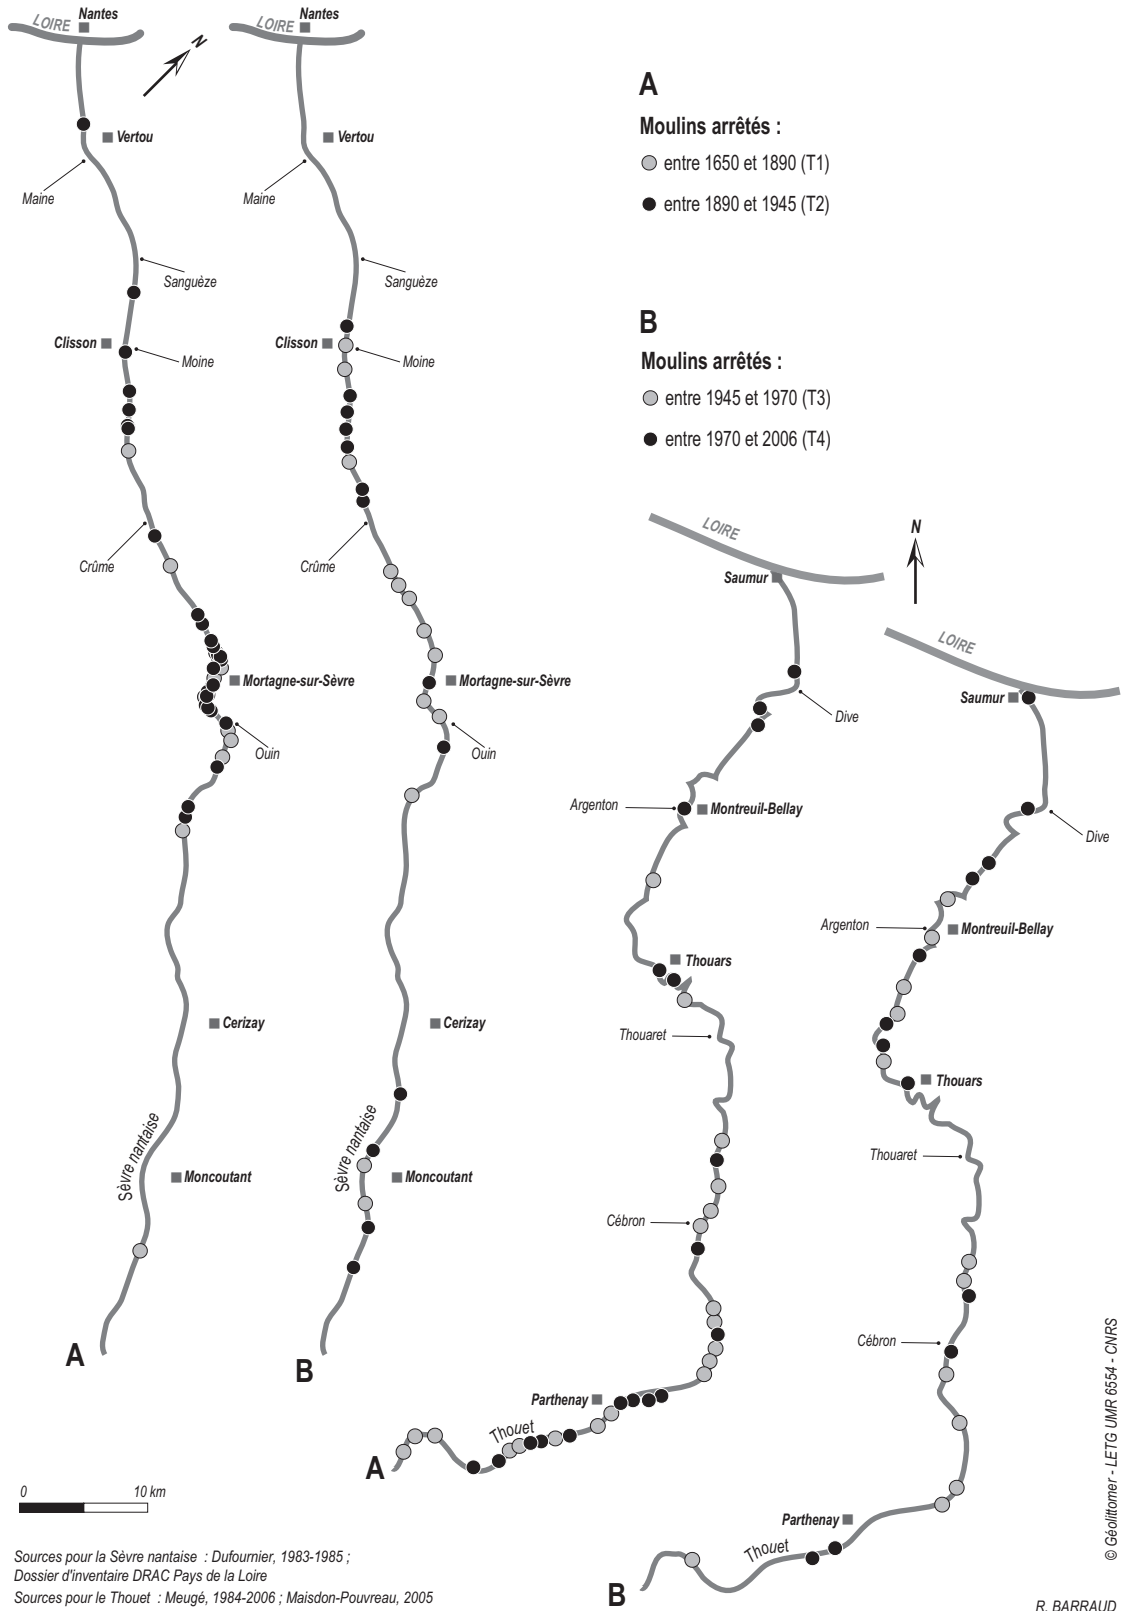 LOIRE
Nantes
N
Vertou
Maine
Sanguèze
Clisson
Moine
Crûme
Mortagne-sur-Sèvre
Ouin
Cerizay
Sèvre nantaise
Moncoutant
A
LOIRE
Nantes
Vertou
Maine
Sanguèze
Clisson
Moine
Crûme
Mortagne-sur-Sèvre
Ouin
Cerizay
Sèvre nantaise
Moncoutant
B
A
Moulins arrêtés :
entre 1650 et 1890 (T1)
entre 1890 et 1945 (T2)
B
Moulins arrêtés :
entre 1945 et 1970 (T3)
entre 1970 et 2006 (T4)
LOIRE
N
Saumur
Dive
Argenton
Montreuil-Bellay
Thouars
Thouaret
Cébron
Parthenay
Thouet
A
LOIRE
Saumur
Dive
Argenton
Montreuil-Bellay
Thouars
Thouaret
Cébron
Parthenay
Thouet
B
0 10 km
Sources pour la Sèvre nantaise : Dufournier, 1983-1985 ;
Dossier d'inventaire DRAC Pays de la Loire
Sources pour le Thouet : Meugé, 1984-2006 ; Maisdon-Pouvreau, 2005
© Géolittomer - LETG UMR 6554 - CNRS
R. BARRAUD